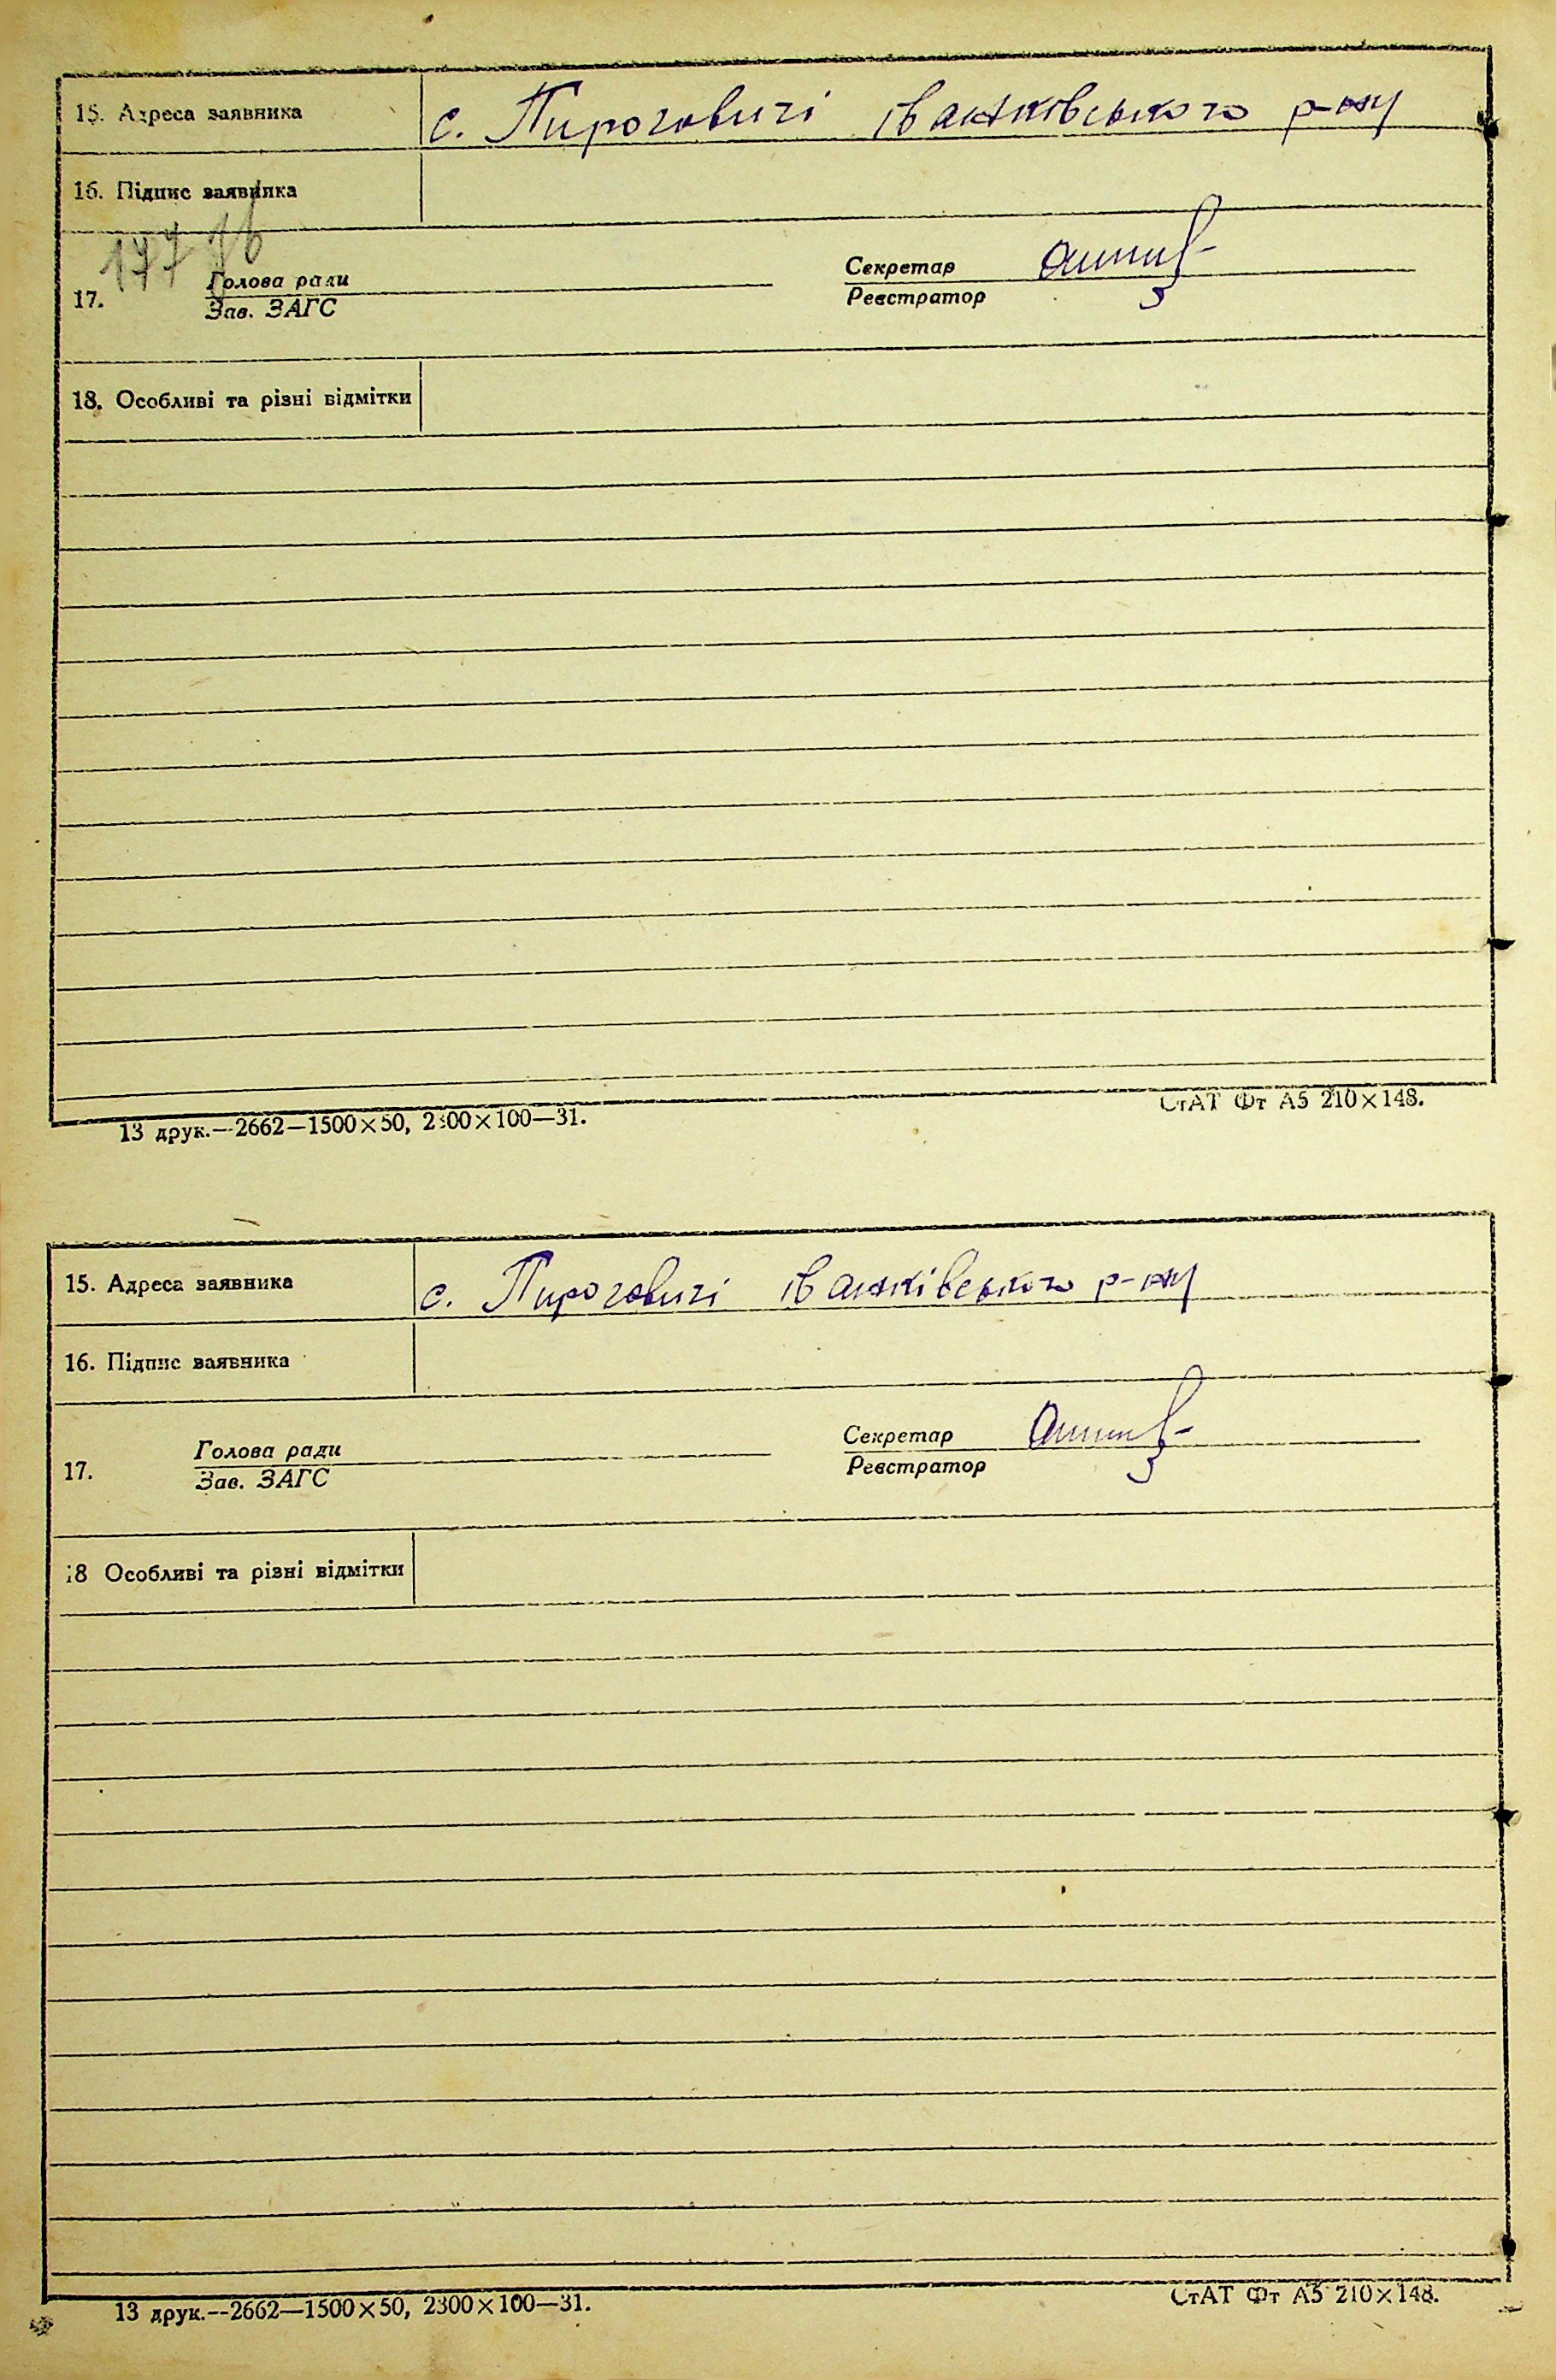 15. Адреса заявника с. Пироговичі іванківського р-ну
16. Підпис заявника
177 16
Голова ради Секретар
17. Зав. ЗАГС Реєстратор
18. Особливі та різні відмітки
13 друк.—2662—1500×50, 2300×100—31. СтАТ Фт А5 210×148.
15. Адреса заявника с. Пироговичі іванківського р-ну
16. Підпис заявника
Голова ради Секретар
17. Зав. ЗАГС Реєстратор
18 Особливі та різні відмітки
13 друк.—2662—1500×50, 2300×100—31. СтАТ Фт А5 210×148.